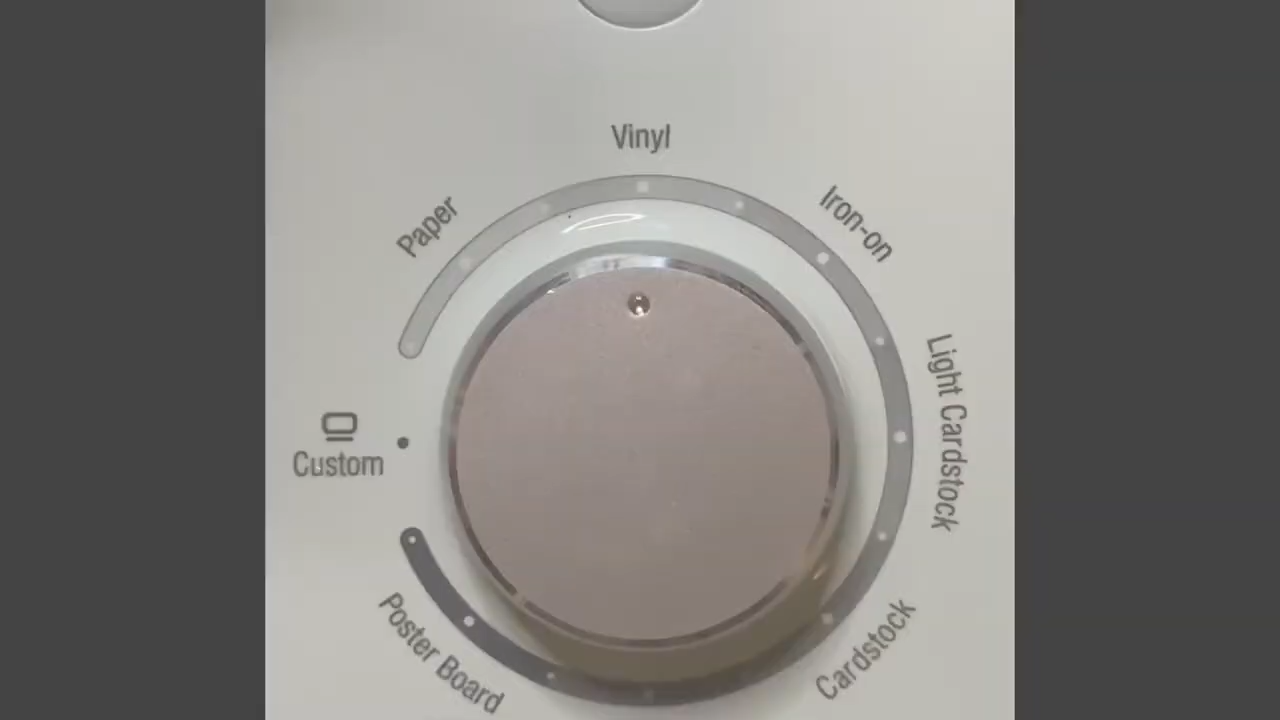 Vinyl
Paper
Iron-on
Light Cardstock
Custom
Cardstock
Poster Board